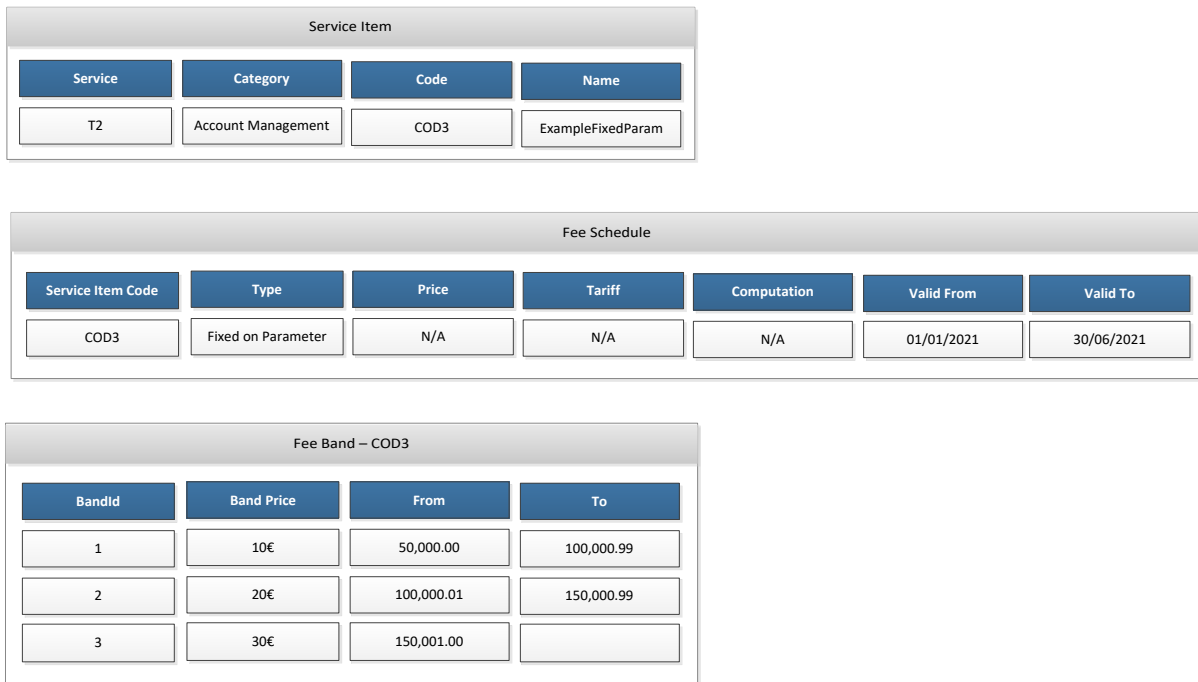 Service Item
Service Category Code Name
T2 Account Management COD3 ExampleFixedParam
Fee Schedule
Service Item Code Type Price Tariff Computation Valid From Valid To
COD3 Fixed on Parameter N/A N/A N/A 01/01/2021 30/06/2021
Fee Band – COD3
BandId Band Price From To
1 10€ 50,000.00 100,000.99
2 20€ 100,000.01 150,000.99
3 30€ 150,001.00